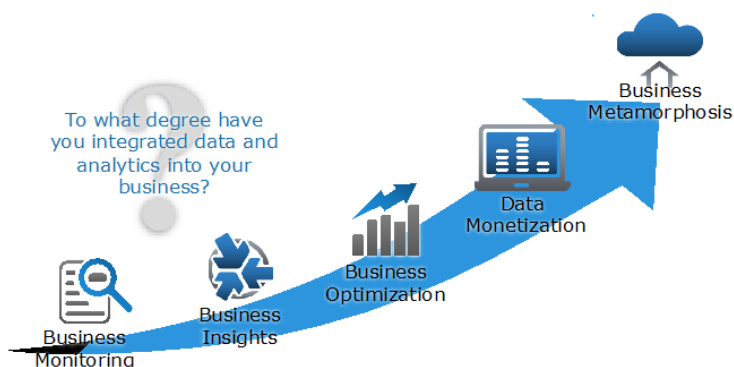 To what degree have
you integrated data and
analytics into your
business?
Business
Monitoring
Business
Insights
Business
Optimization
Data
Monetization
Business
Metamorphosis